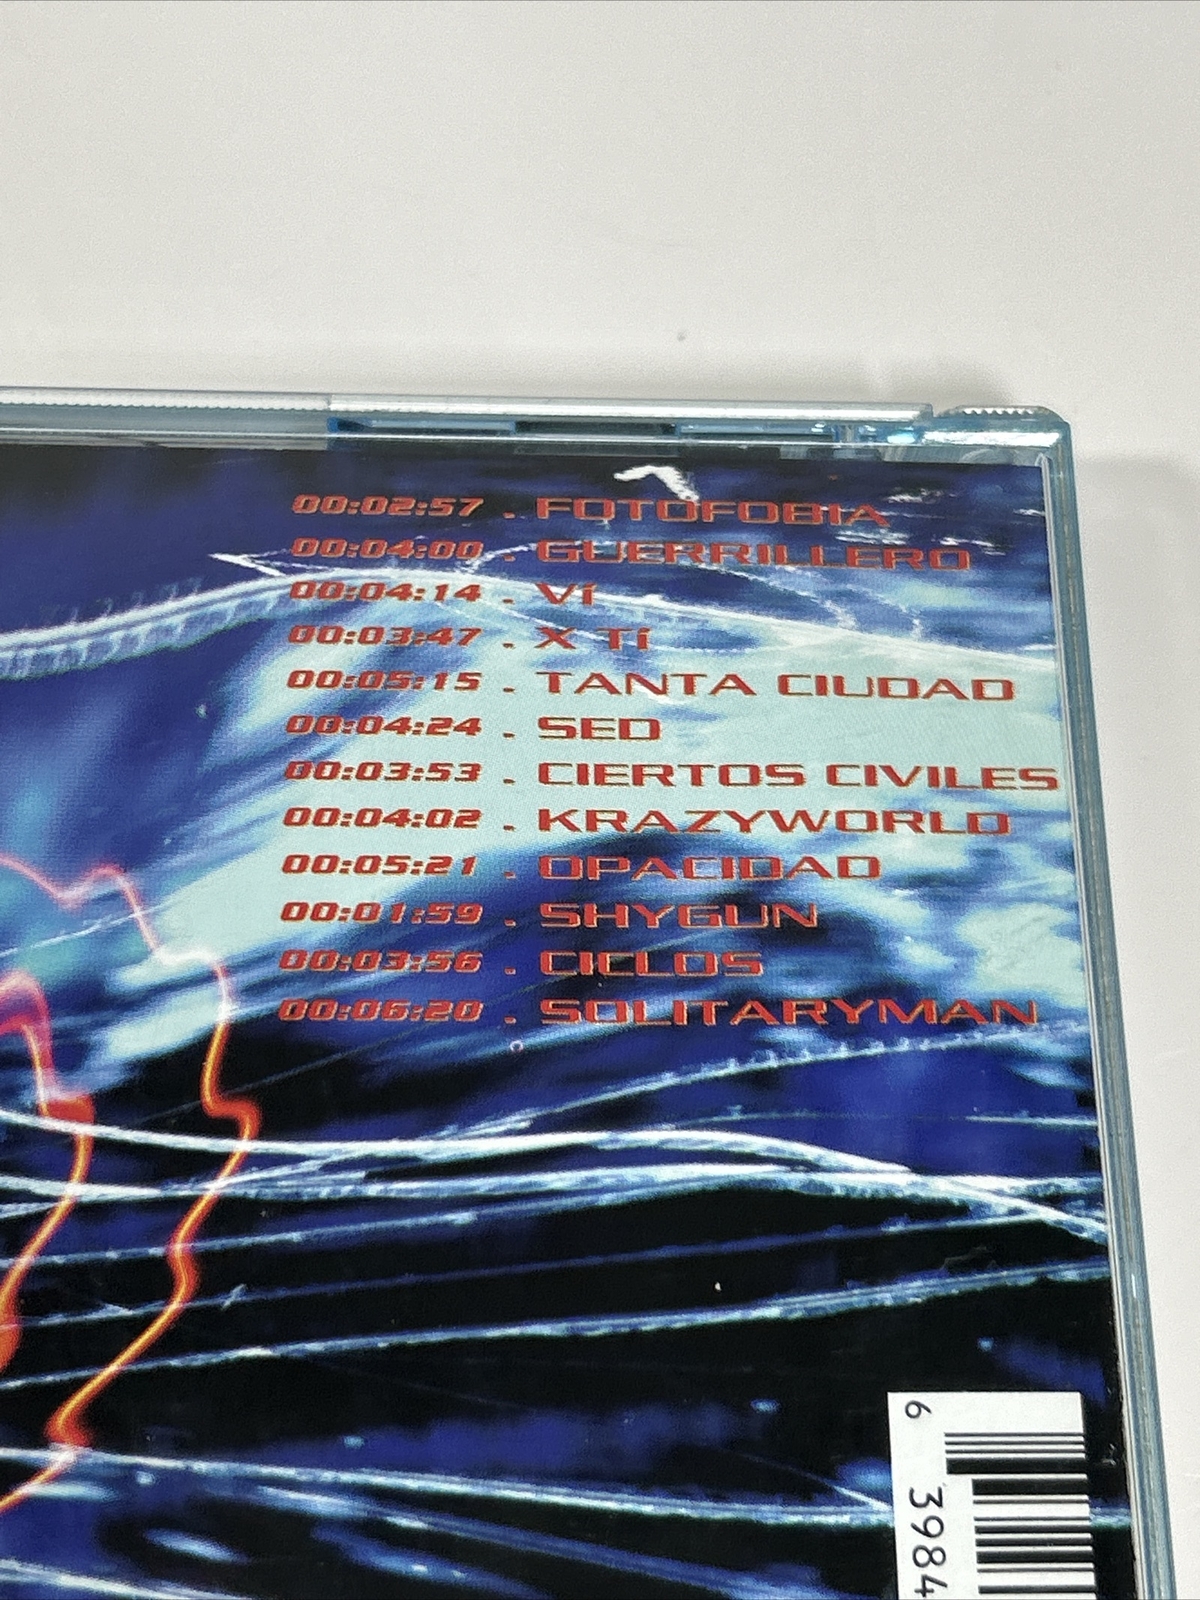 00:02:57 . FOTOFOBIA
00:04:00 . GUERRILLERO
00:04:14 . Ví
00:03:47 . X Tí
00:05:15 . TANTA CIUDAD
00:04:24 . SED
00:03:53 . CIERTOS CIVILES
00:04:02 . KRAZYWORLD
00:05:21 . OPACIDAD
00:01:59 . SHYGUN
00:03:56 . CICLOS
00:06:20 . SOLITARYMAN
6 3984